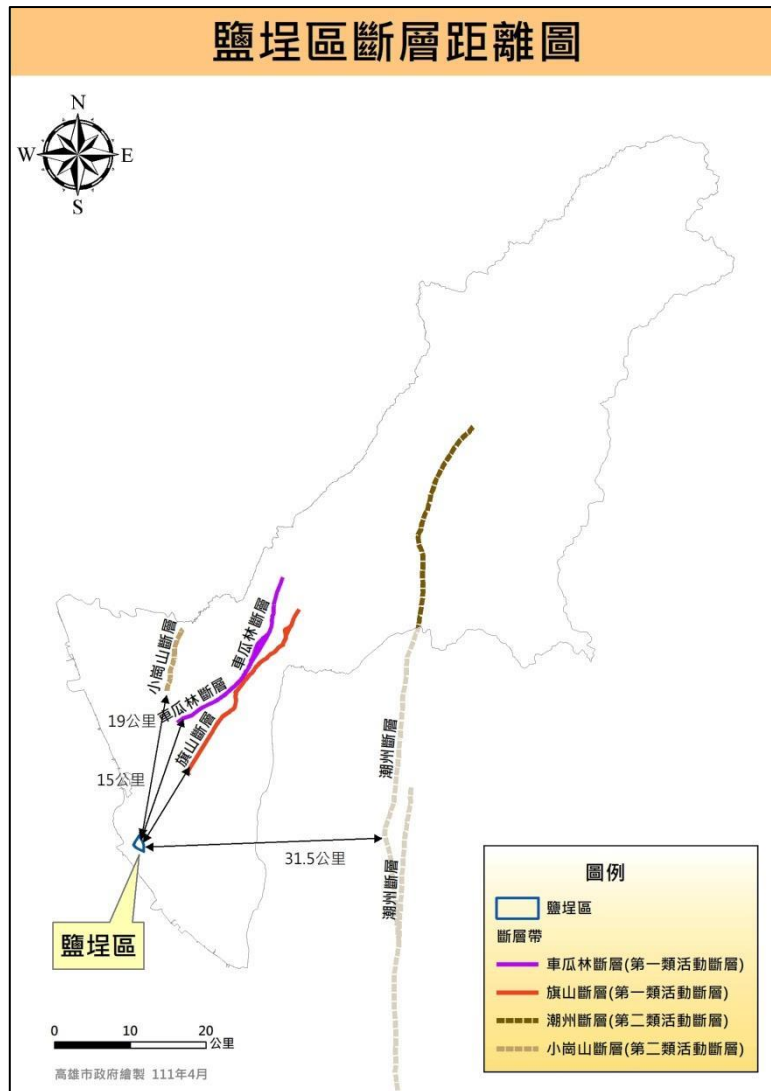 鹽埕區斷層距離圖
N
W
E
S
小崗山斷層
車瓜林斷層
車瓜林斷層
19公里
旗山斷層
15公里
潮州斷層
31.5公里
潮州斷層
鹽埕區
圖例
鹽埕區
斷層帶
車瓜林斷層(第一類活動斷層)
旗山斷層(第一類活動斷層)
潮州斷層(第二類活動斷層)
小崗山斷層(第二類活動斷層)
0 10 20
公里
高雄市政府繪製 111年4月